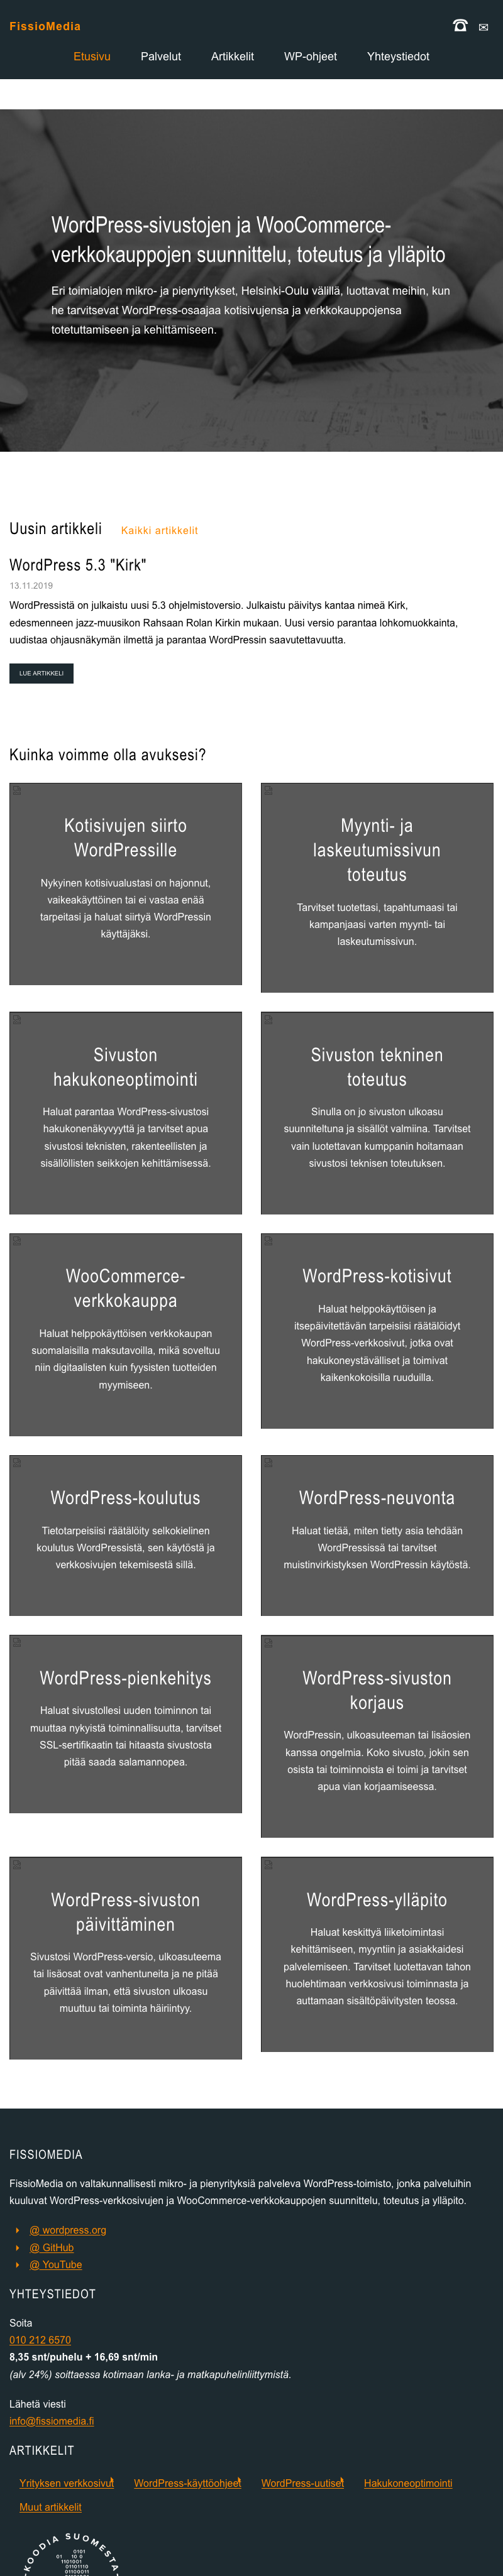 FissioMedia
Etusivu Palvelut Artikkelit WP-ohjeet Yhteystiedot
WordPress-sivustojen ja WooCommerce-
verkkokauppojen suunnittelu, toteutus ja ylläpito
Eri toimialojen mikro- ja pienyritykset, Helsinki-Oulu välillä, luottavat meihin, kun
he tarvitsevat WordPress-osaajaa kotisivujensa ja verkkokauppojensa
totetuttamiseen ja kehittämiseen.
Uusin artikkeli Kaikki artikkelit
WordPress 5.3 "Kirk"
13.11.2019
WordPressistä on julkaistu uusi 5.3 ohjelmistoversio. Julkaistu päivitys kantaa nimeä Kirk,
edesmenneen jazz-muusikon Rahsaan Rolan Kirkin mukaan. Uusi versio parantaa lohkomuokkainta,
uudistaa ohjausnäkymän ilmettä ja parantaa WordPressin saavutettavuutta.
LUE ARTIKKELI
Kuinka voimme olla avuksesi?
Kotisivujen siirto
WordPressille
Nykyinen kotisivualustasi on hajonnut,
vaikeakäyttöinen tai ei vastaa enää
tarpeitasi ja haluat siirtyä WordPressin
käyttäjäksi.
Myynti- ja
laskeutumissivun
toteutus
Tarvitset tuotettasi, tapahtumaasi tai
kampanjaasi varten myynti- tai
laskeutumissivun.
Sivuston
hakukoneoptimointi
Haluat parantaa WordPress-sivustosi
hakukonenäkyvyyttä ja tarvitset apua
sivustosi teknisten, rakenteellisten ja
sisällöllisten seikkojen kehittämisessä.
Sivuston tekninen
toteutus
Sinulla on jo sivuston ulkoasu
suunniteltuna ja sisällöt valmiina. Tarvitset
vain luotettavan kumppanin hoitamaan
sivustosi teknisen toteutuksen.
WooCommerce-
verkkokauppa
Haluat helppokäyttöisen verkkokaupan
suomalaisilla maksutavoilla, mikä soveltuu
niin digitaalisten kuin fyysisten tuotteiden
myymiseen.
WordPress-kotisivut
Haluat helppokäyttöisen ja
itsepäivitettävän tarpeisiisi räätälöidyt
WordPress-verkkosivut, jotka ovat
hakukoneystävälliset ja toimivat
kaikenkokoisilla ruuduilla.
WordPress-koulutus
Tietotarpeisiisi räätälöity selkokielinen
koulutus WordPressistä, sen käytöstä ja
verkkosivujen tekemisestä sillä.
WordPress-neuvonta
Haluat tietää, miten tietty asia tehdään
WordPressissä tai tarvitset
muistinvirkistyksen WordPressin käytöstä.
WordPress-pienkehitys
Haluat sivustollesi uuden toiminnon tai
muuttaa nykyistä toiminnallisuutta, tarvitset
SSL-sertifikaatin tai hitaasta sivustosta
pitää saada salamannopea.
WordPress-sivuston
korjaus
WordPressin, ulkoasuteeman tai lisäosien
kanssa ongelmia. Koko sivusto, jokin sen
osista tai toiminnoista ei toimi ja tarvitset
apua vian korjaamiseessa.
WordPress-sivuston
päivittäminen
Sivustosi WordPress-versio, ulkoasuteema
tai lisäosat ovat vanhentuneita ja ne pitää
päivittää ilman, että sivuston ulkoasu
muuttuu tai toiminta häiriintyy.
WordPress-ylläpito
Haluat keskittyä liiketoimintasi
kehittämiseen, myyntiin ja asiakkaidesi
palvelemiseen. Tarvitset luotettavan tahon
huolehtimaan verkkosivusi toiminnasta ja
auttamaan sisältöpäivitysten teossa.
FISSIOMEDIA
FissioMedia on valtakunnallisesti mikro- ja pienyrityksiä palveleva WordPress-toimisto, jonka palveluihin
kuuluvat WordPress-verkkosivujen ja WooCommerce-verkkokauppojen suunnittelu, toteutus ja ylläpito.
@ wordpress.org
@ GitHub
@ YouTube
YHTEYSTIEDOT
Soita
010 212 6570
8,35 snt/puhelu + 16,69 snt/min
(alv 24%) soittaessa kotimaan lanka- ja matkapuhelinliittymistä.
Lähetä viesti
info@fissiomedia.fi
ARTIKKELIT
Yrityksen verkkosivut WordPress-käyttöohjeet WordPress-uutiset Hakukoneoptimointi
Muut artikkelit
KOODIA SUOMESTA